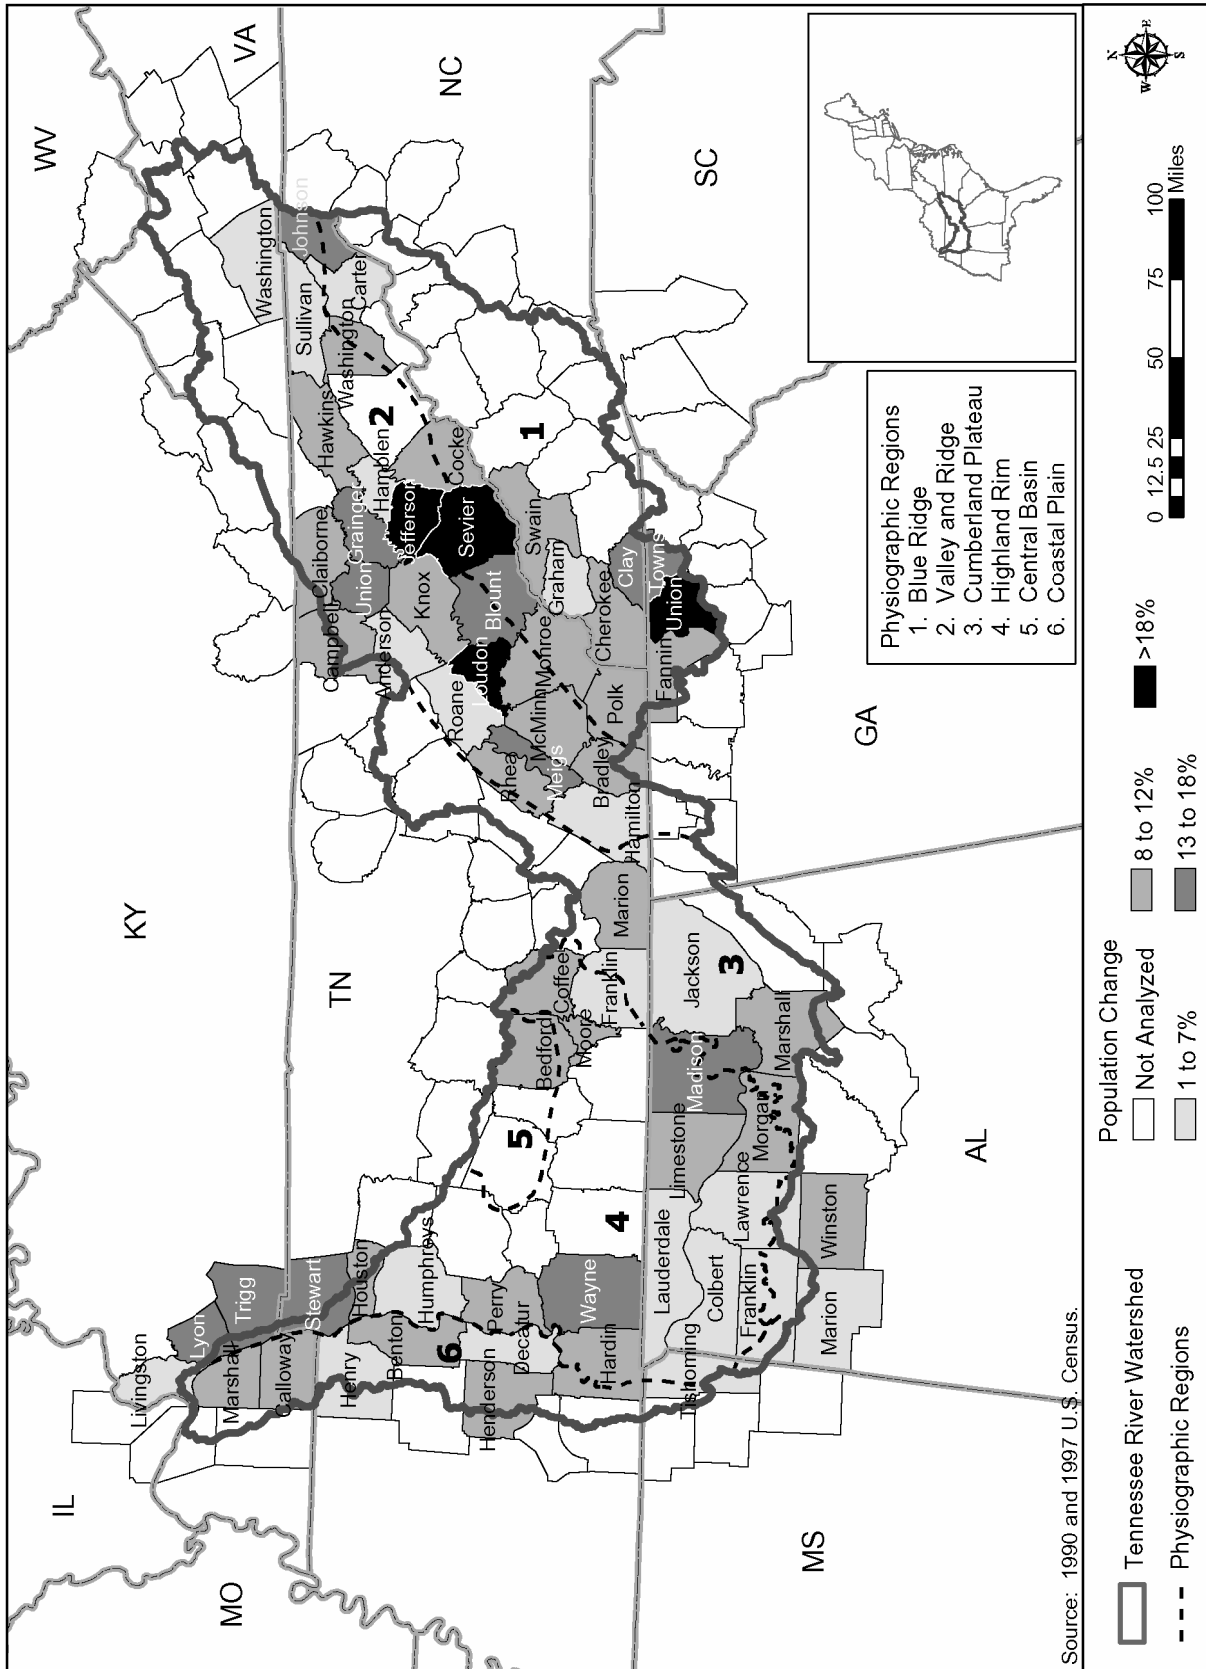 WV
VA
IL
KY
NC
MO
TN
SC
MS
AL
GA
Livingston
Lyon
Trigg
Marshall
Calloway
Stewart
Henry
Houston
Benton
Humphreys
6
Perry
Decatur
Henderson
Wayne
Hardin
5
4
Bedford
Coffee
Moore
Franklin
Marion
Washington
Johnson
Sullivan
Carter
Washington
Hawkins
2
Hamblen
Cocke
Claiborne
Grainger
Jefferson
Sevier
1
Campbell
Union
Knox
Anderson
Blount
Swain
Graham
Loudon
Roane
Monroe
Cherokee
Clay
Towns
Union
McMinn
Meigs
Rhea
Polk
Fannin
Bradley
Hamilton
Jackson
3
Marshall
Madison
Limestone
Morgan
Lauderdale
Lawrence
Colbert
Winston
Franklin
Marion
Tishoming
Physiographic Regions
1. Blue Ridge
2. Valley and Ridge
3. Cumberland Plateau
4. Highland Rim
5. Central Basin
6. Coastal Plain
Source: 1990 and 1997 U.S. Census.
Tennessee River Watershed
Physiographic Regions
Population Change
Not Analyzed
1 to 7%
8 to 12%
13 to 18%
>18%
0 12.5 25 50 75 100
Miles
N
W E
S